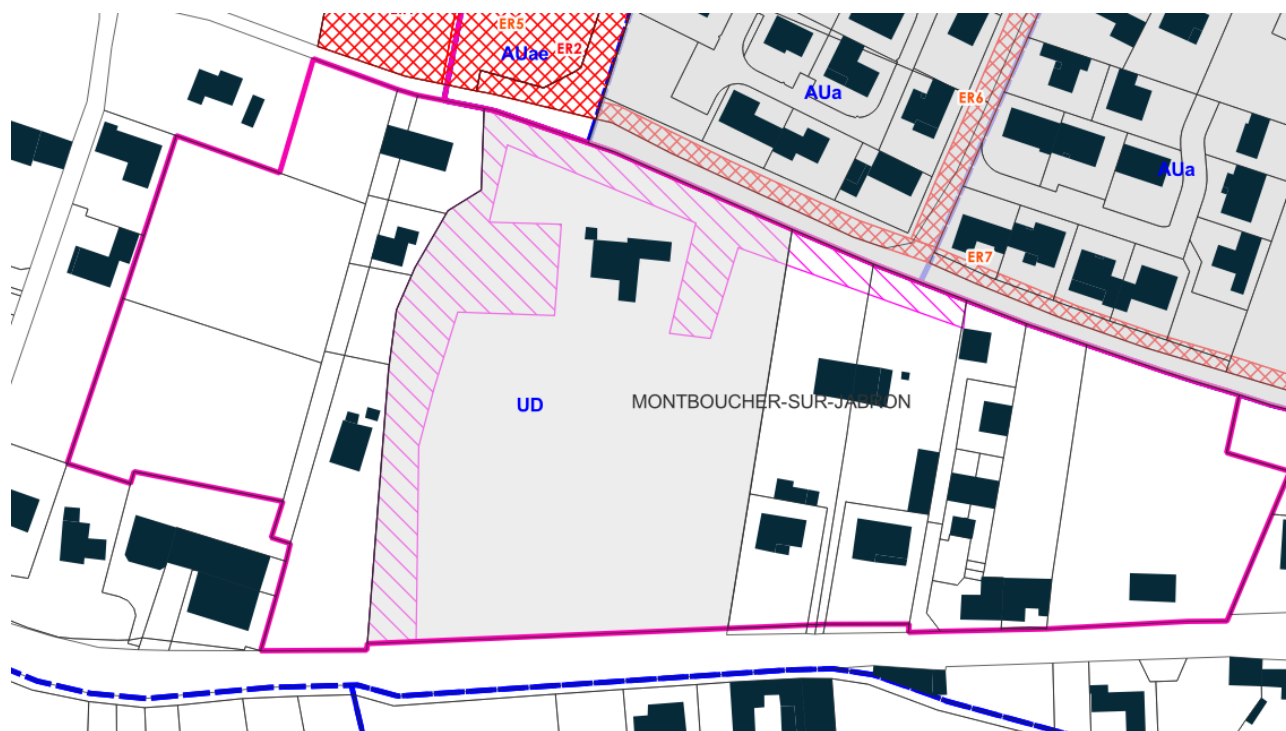 ER5
ER2
AUae
AUa
ER6
AUa
ER7
MONTBOUCHER-SUR-JABRON
UD